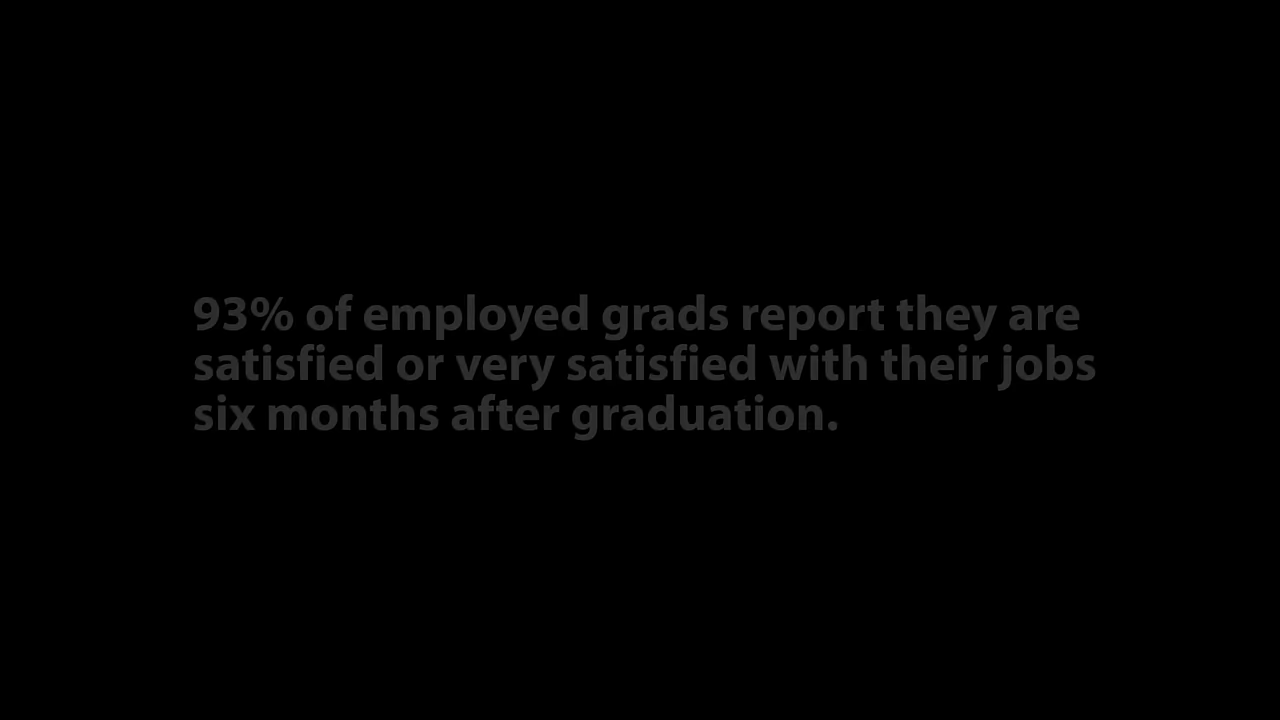 93% of employed grads report they are
satisfied or very satisfied with their jobs
six months after graduation.